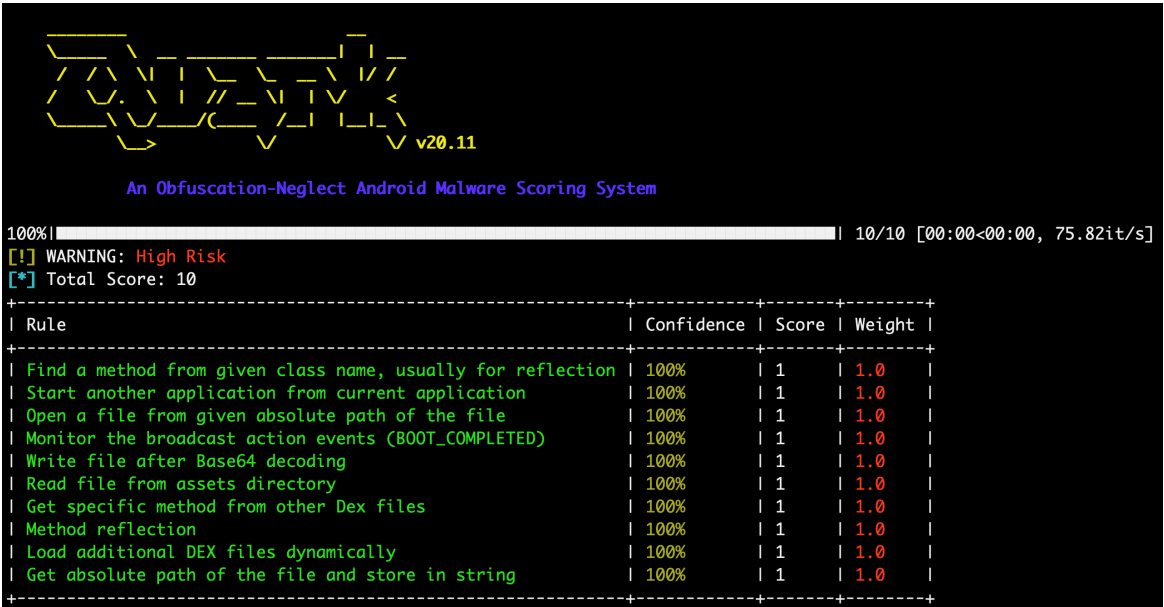 Quark
v20.11
An Obfuscation-Neglect Android Malware Scoring System
100%| 10/10 [00:00<00:00, 75.82it/s]
[!] WARNING: High Risk
[*] Total Score: 10
| Rule | Confidence | Score | Weight |
| Find a method from given class name, usually for reflection | 100% | 1 | 1.0 |
| Start another application from current application | 100% | 1 | 1.0 |
| Open a file from given absolute path of the file | 100% | 1 | 1.0 |
| Monitor the broadcast action events (BOOT_COMPLETED) | 100% | 1 | 1.0 |
| Write file after Base64 decoding | 100% | 1 | 1.0 |
| Read file from assets directory | 100% | 1 | 1.0 |
| Get specific method from other Dex files | 100% | 1 | 1.0 |
| Method reflection | 100% | 1 | 1.0 |
| Load additional DEX files dynamically | 100% | 1 | 1.0 |
| Get absolute path of the file and store in string | 100% | 1 | 1.0 |